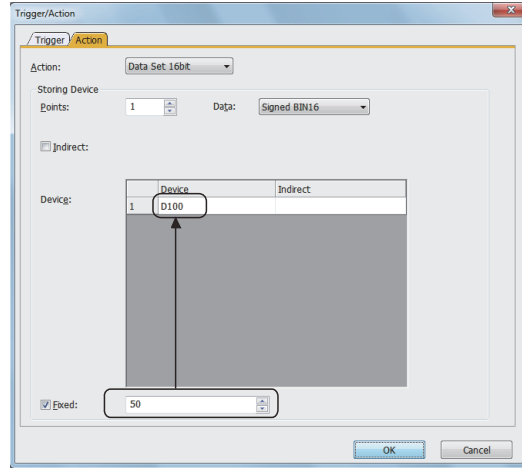 Trigger/Action
x
Trigger Action
Action: Data Set 16bit
Storing Device
Points: 1 Data: Signed BIN16
Indirect:
Device Indirect
Device:
1 D100
Fixed: 50
OK Cancel